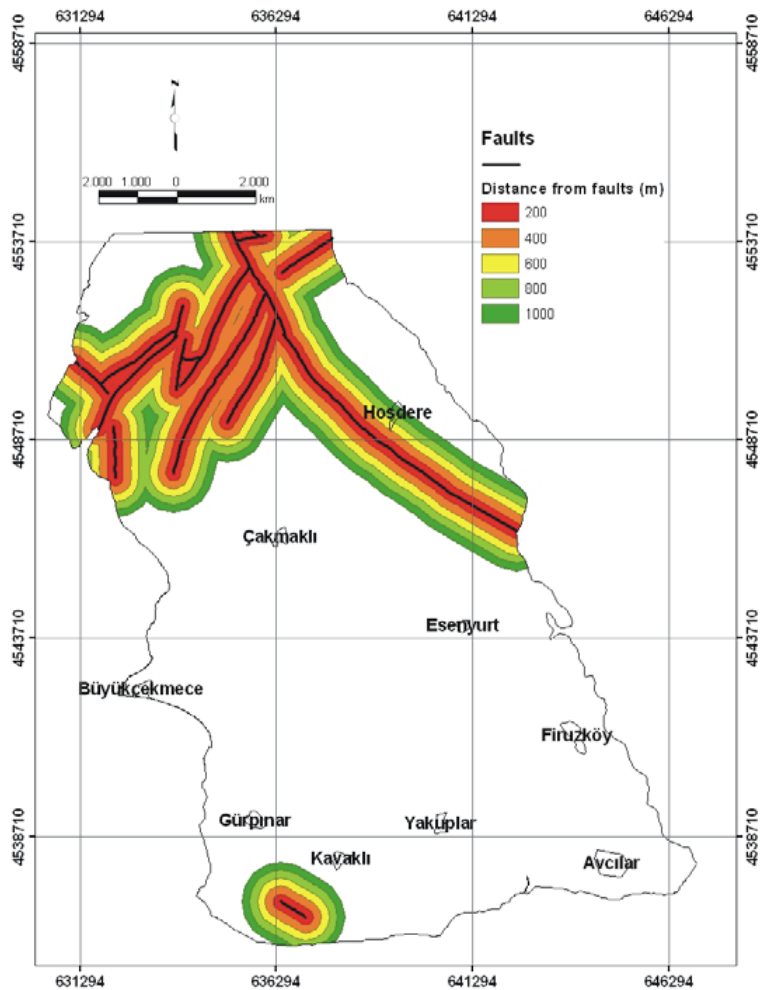 631294 636294 641294 646294
4558710 4558710
N
Faults
2.000 1.000 0 2.000
km
Distance from faults (m)
200
400
600
800
1000
4553710 4553710
Hoşdere
4548710 4548710
Çakmaklı
Esenyurt
4543710 4543710
Büyükçekmece
Firuzköy
Gürpınar Yakuplar
4538710 4538710
Kavaklı Avcılar
631294 636294 641294 646294